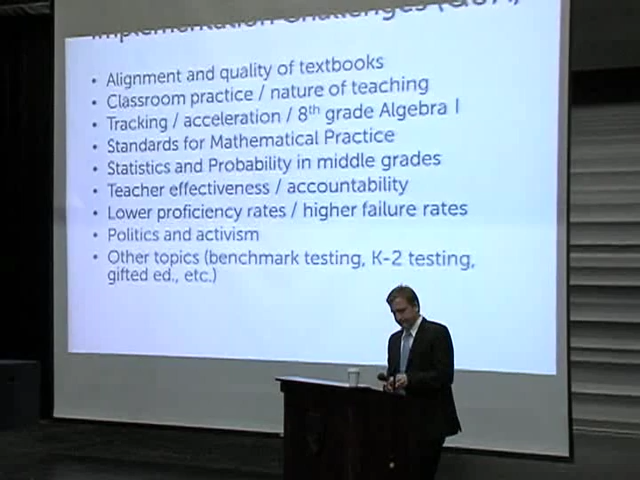 Implementation Challenges (Q&A)
• Alignment and quality of textbooks
• Classroom practice / nature of teaching
• Tracking / acceleration / 8th grade Algebra I
• Standards for Mathematical Practice
• Statistics and Probability in middle grades
• Teacher effectiveness / accountability
• Lower proficiency rates / higher failure rates
• Politics and activism
• Other topics (benchmark testing, K-2 testing,
gifted ed., etc.)